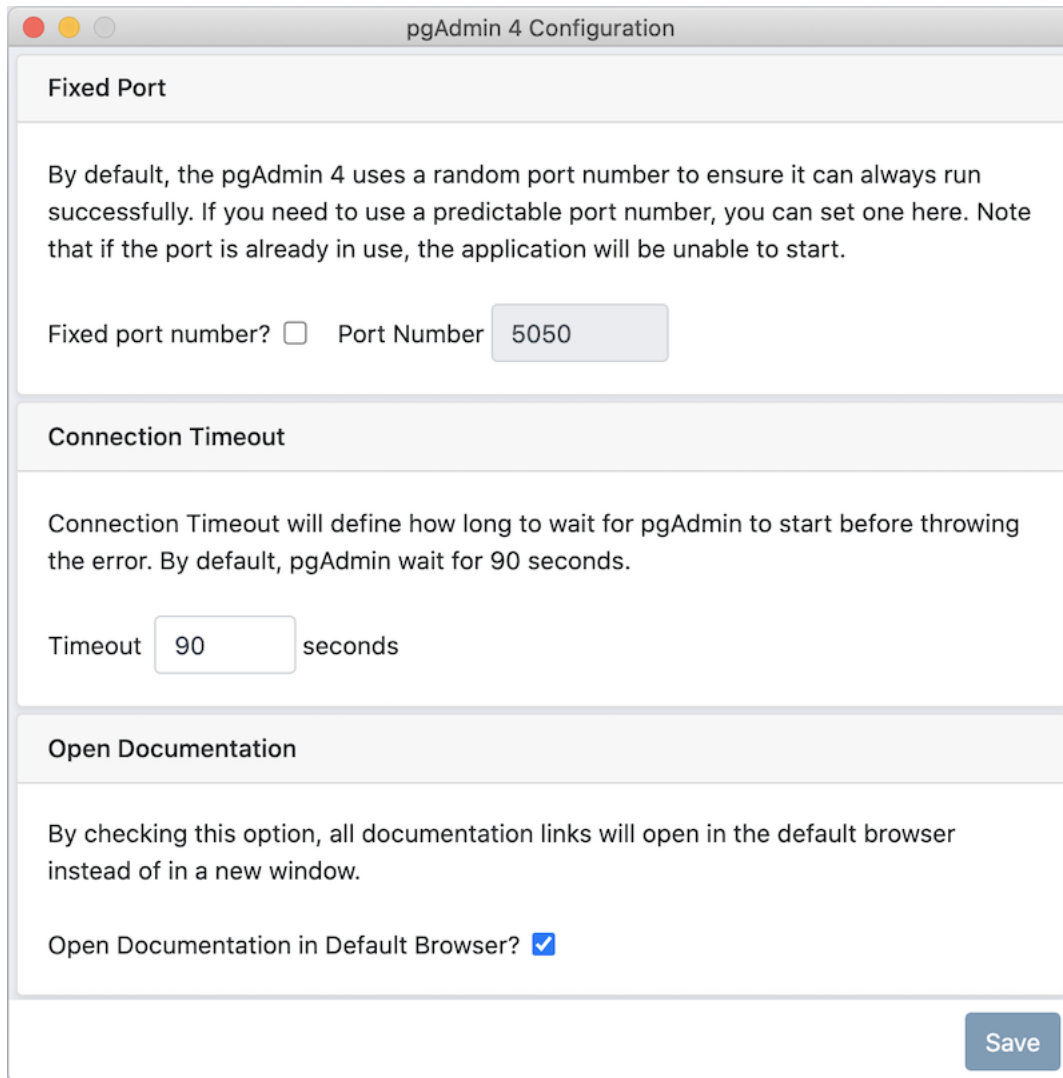 pgAdmin 4 Configuration
Fixed Port
By default, the pgAdmin 4 uses a random port number to ensure it can always run
successfully. If you need to use a predictable port number, you can set one here. Note
that if the port is already in use, the application will be unable to start.
Fixed port number? Port Number 5050
Connection Timeout
Connection Timeout will define how long to wait for pgAdmin to start before throwing
the error. By default, pgAdmin wait for 90 seconds.
Timeout 90 seconds
Open Documentation
By checking this option, all documentation links will open in the default browser
instead of in a new window.
Open Documentation in Default Browser?
Save